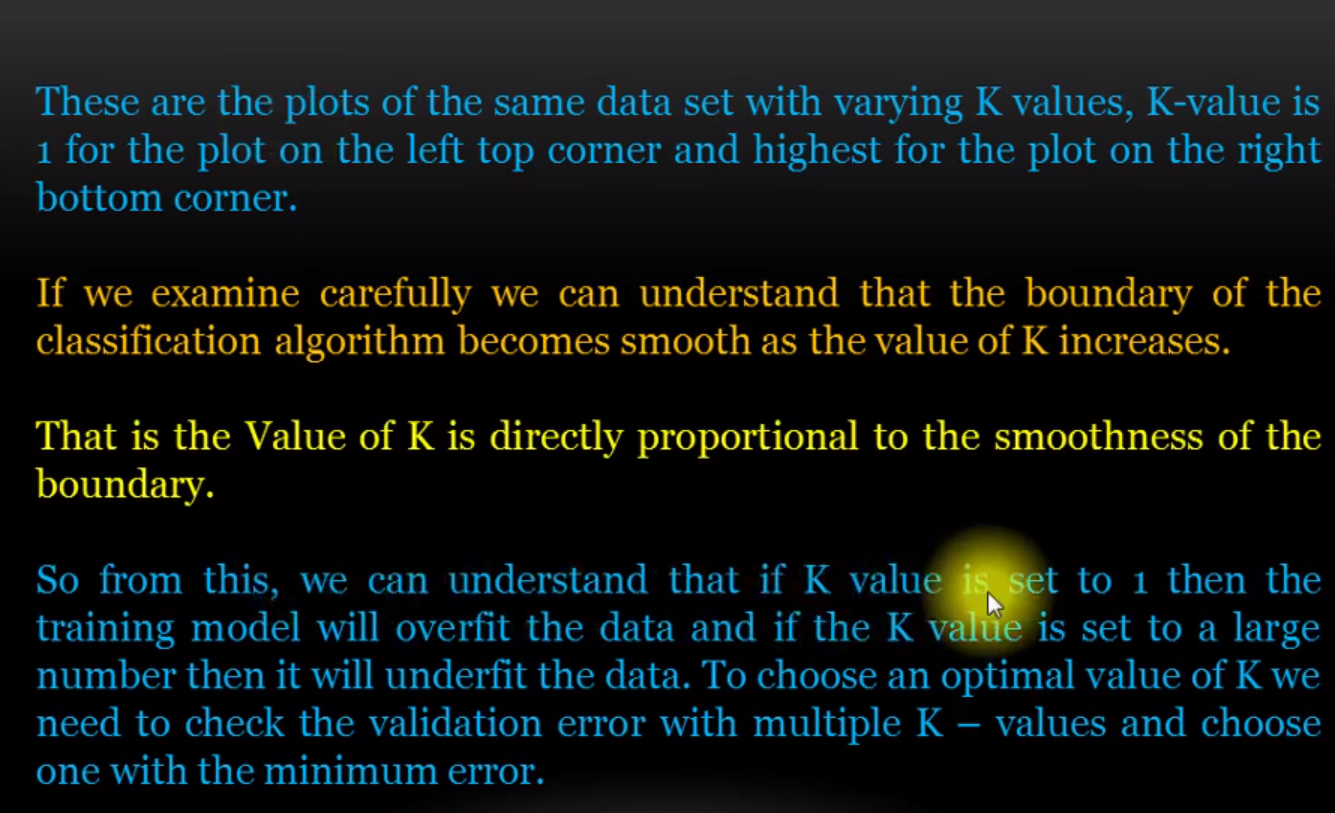 These are the plots of the same data set with varying K values, K-value is
1 for the plot on the left top corner and highest for the plot on the right
bottom corner.
If we examine carefully we can understand that the boundary of the
classification algorithm becomes smooth as the value of K increases.
That is the Value of K is directly proportional to the smoothness of the
boundary.
So from this, we can understand that if K value is set to 1 then the
training model will overfit the data and if the K value is set to a large
number then it will underfit the data. To choose an optimal value of K we
need to check the validation error with multiple K – values and choose
one with the minimum error.